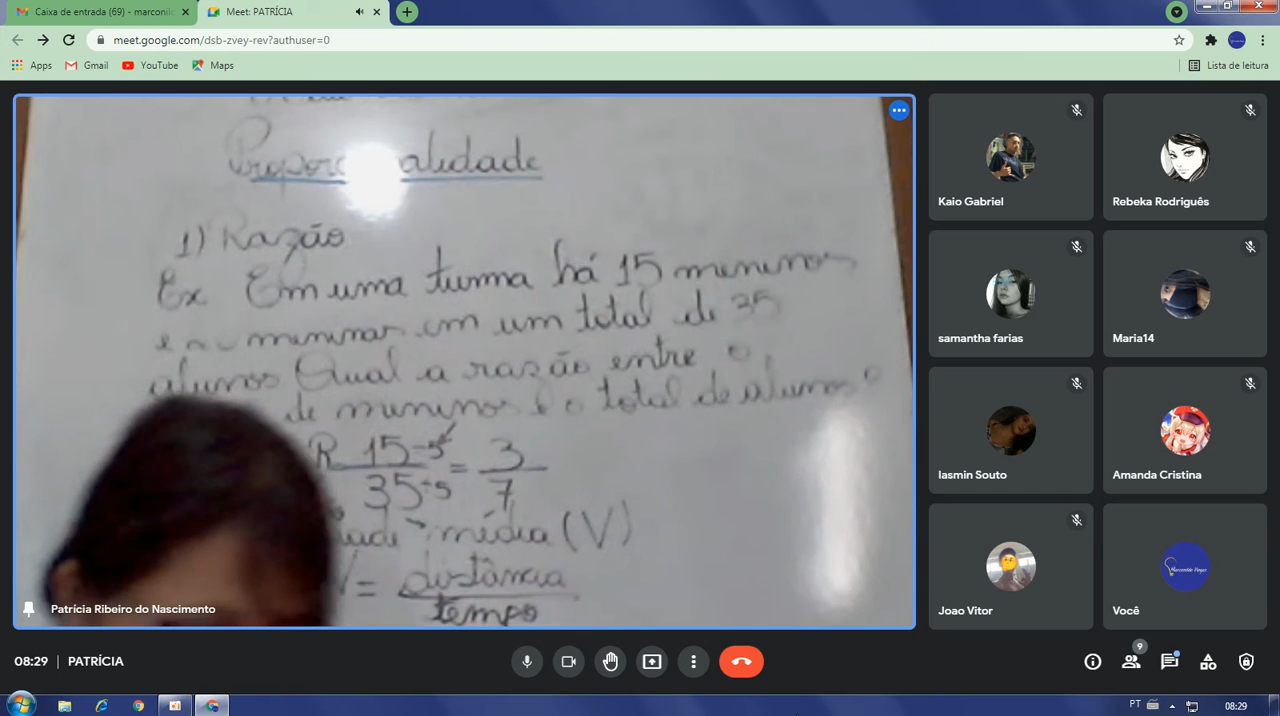 Caixa de entrada (69) - marconil
Meet: PATRÍCIA
meet.google.com/dsb-zvey-rev?authuser=0
Apps
Gmail
YouTube
Maps
Lista de leitura
1) Razão
Ex Em uma turma há 15 meninos
e meninas em um total de 35
alunos Qual a razão entre o
de meninos e o total de alumos?
R 15÷5 = 3
35÷5 7
média (V)
V = distância
tempo
Patrícia Ribeiro do Nascimento
Kaio Gabriel
Rebeka Rodriguês
samantha farias
Maria14
Iasmin Souto
Amanda Cristina
Joao Vitor
Você
08:29 | PATRÍCIA
9
PT
08:29